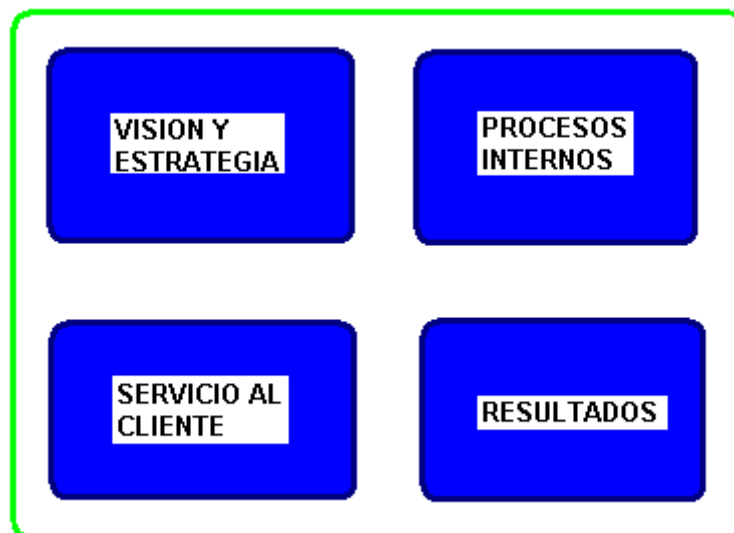 VISION Y
ESTRATEGIA
PROCESOS
INTERNOS
SERVICIO AL
CLIENTE
RESULTADOS